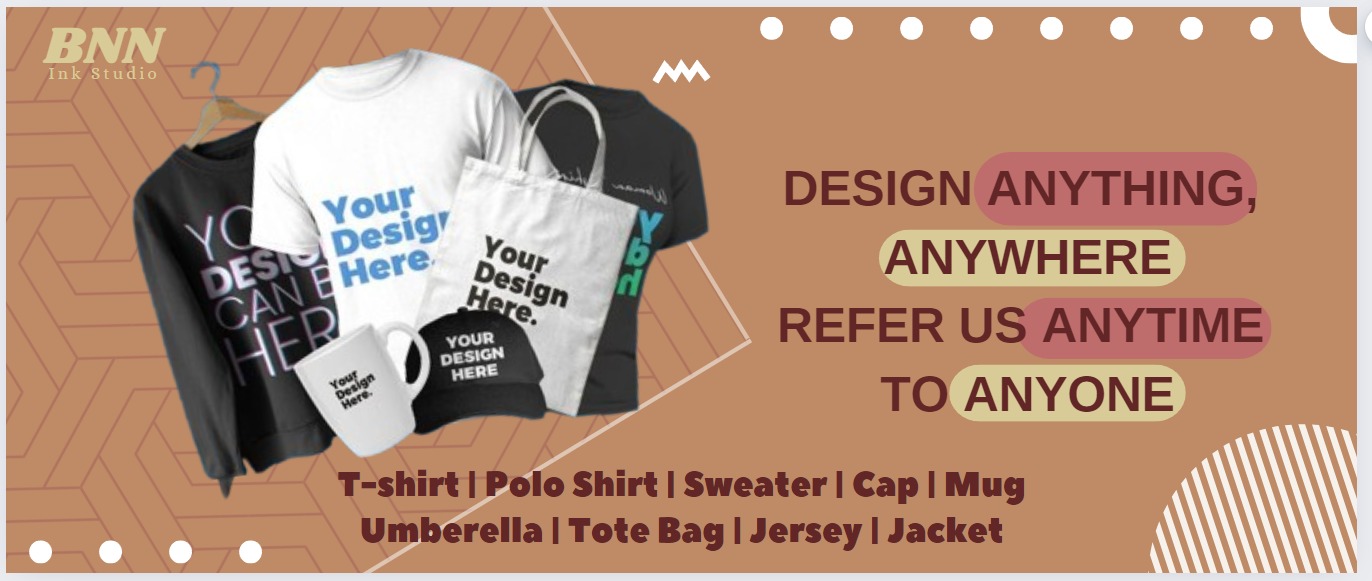 BNN
Ink Studio
DESIGN ANYTHING,
ANYWHERE
REFER US ANYTIME
TO ANYONE
YO
DESIG
CAN B
HER
Your
Design
Here.
Your
Design
Here.
Your
Design
Here.
YOUR
DESIGN
HERE
T-shirt | Polo Shirt | Sweater | Cap | Mug
Umberella | Tote Bag | Jersey | Jacket